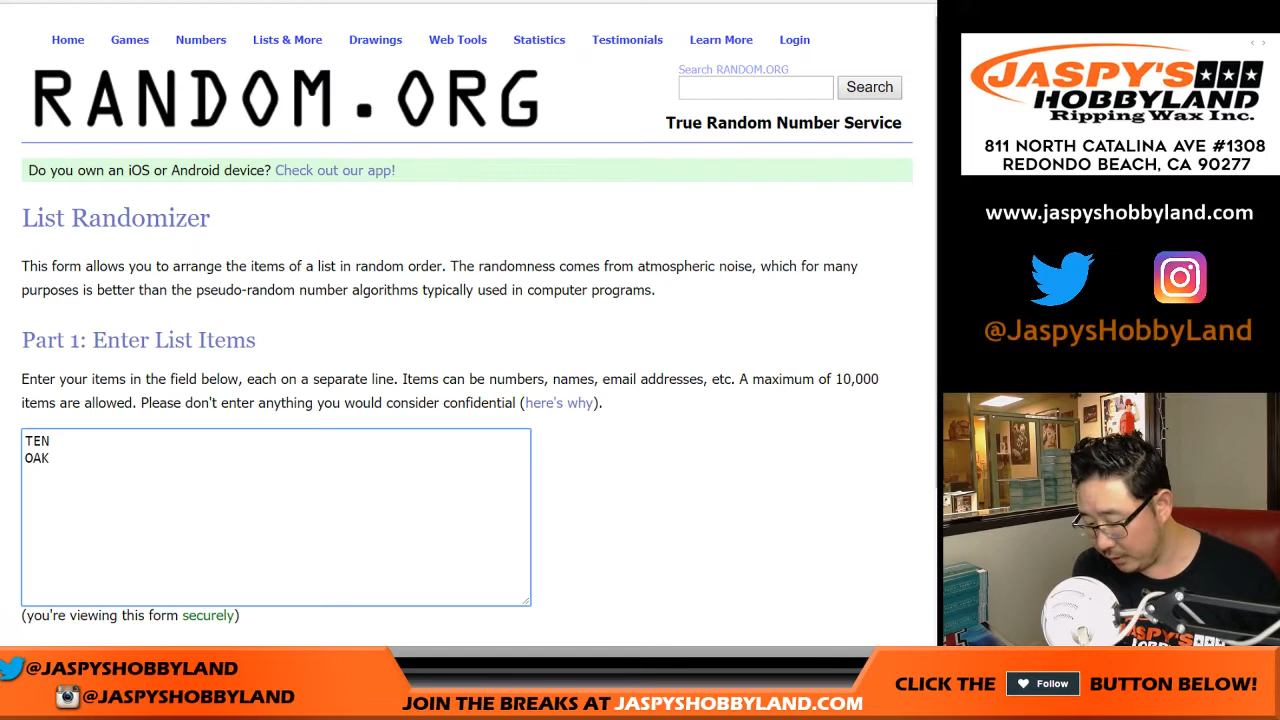 Home Games Numbers Lists & More Drawings Web Tools Statistics Testimonials Learn More Login
RANDOM.ORG
Search RANDOM.ORG
Search
True Random Number Service
Do you own an iOS or Android device? Check out our app!
List Randomizer
This form allows you to arrange the items of a list in random order. The randomness comes from atmospheric noise, which for many
purposes is better than the pseudo-random number algorithms typically used in computer programs.
Part 1: Enter List Items
Enter your items in the field below, each on a separate line. Items can be numbers, names, email addresses, etc. A maximum of 10,000
items are allowed. Please don't enter anything you would consider confidential (here's why).
TEN
OAK
(you're viewing this form securely)
JASPY'S
HOBBYLAND
Ripping Wax Inc.
811 NORTH CATALINA AVE #1308
REDONDO BEACH, CA 90277
www.jaspyshobbyland.com
@JaspysHobbyLand
@JASPYSHOBBYLAND
@JASPYSHOBBYLAND
JOIN THE BREAKS AT JASPYSHOBBYLAND.COM
CLICK THE Follow BUTTON BELOW!